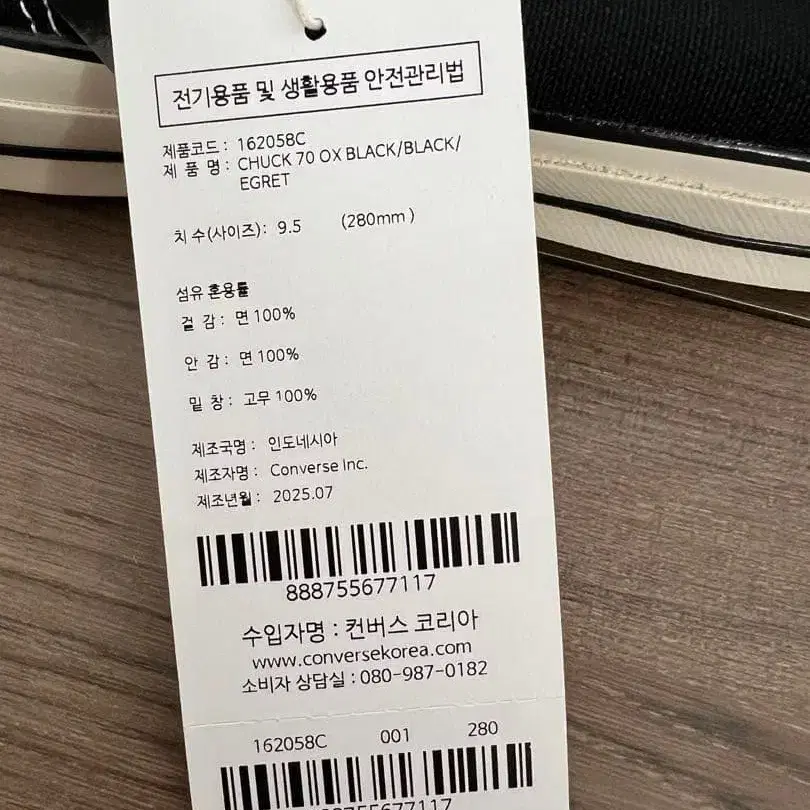 전기용품 및 생활용품 안전관리법
제품코드 : 162058C
제 품 명 : CHUCK 70 OX BLACK/BLACK/
EGRET
치 수(사이즈) : 9.5 (280mm )
섬유 혼용률
겉 감 : 면 100%
안 감 : 면 100%
밑 창 : 고무 100%
제조국명 : 인도네시아
제조자명 : Converse Inc.
제조년월 : 2025.07
888755677117
수입자명 : 컨버스 코리아
www.conversekorea.com
소비자 상담실 : 080-987-0182
162058C 001 280
888755677117